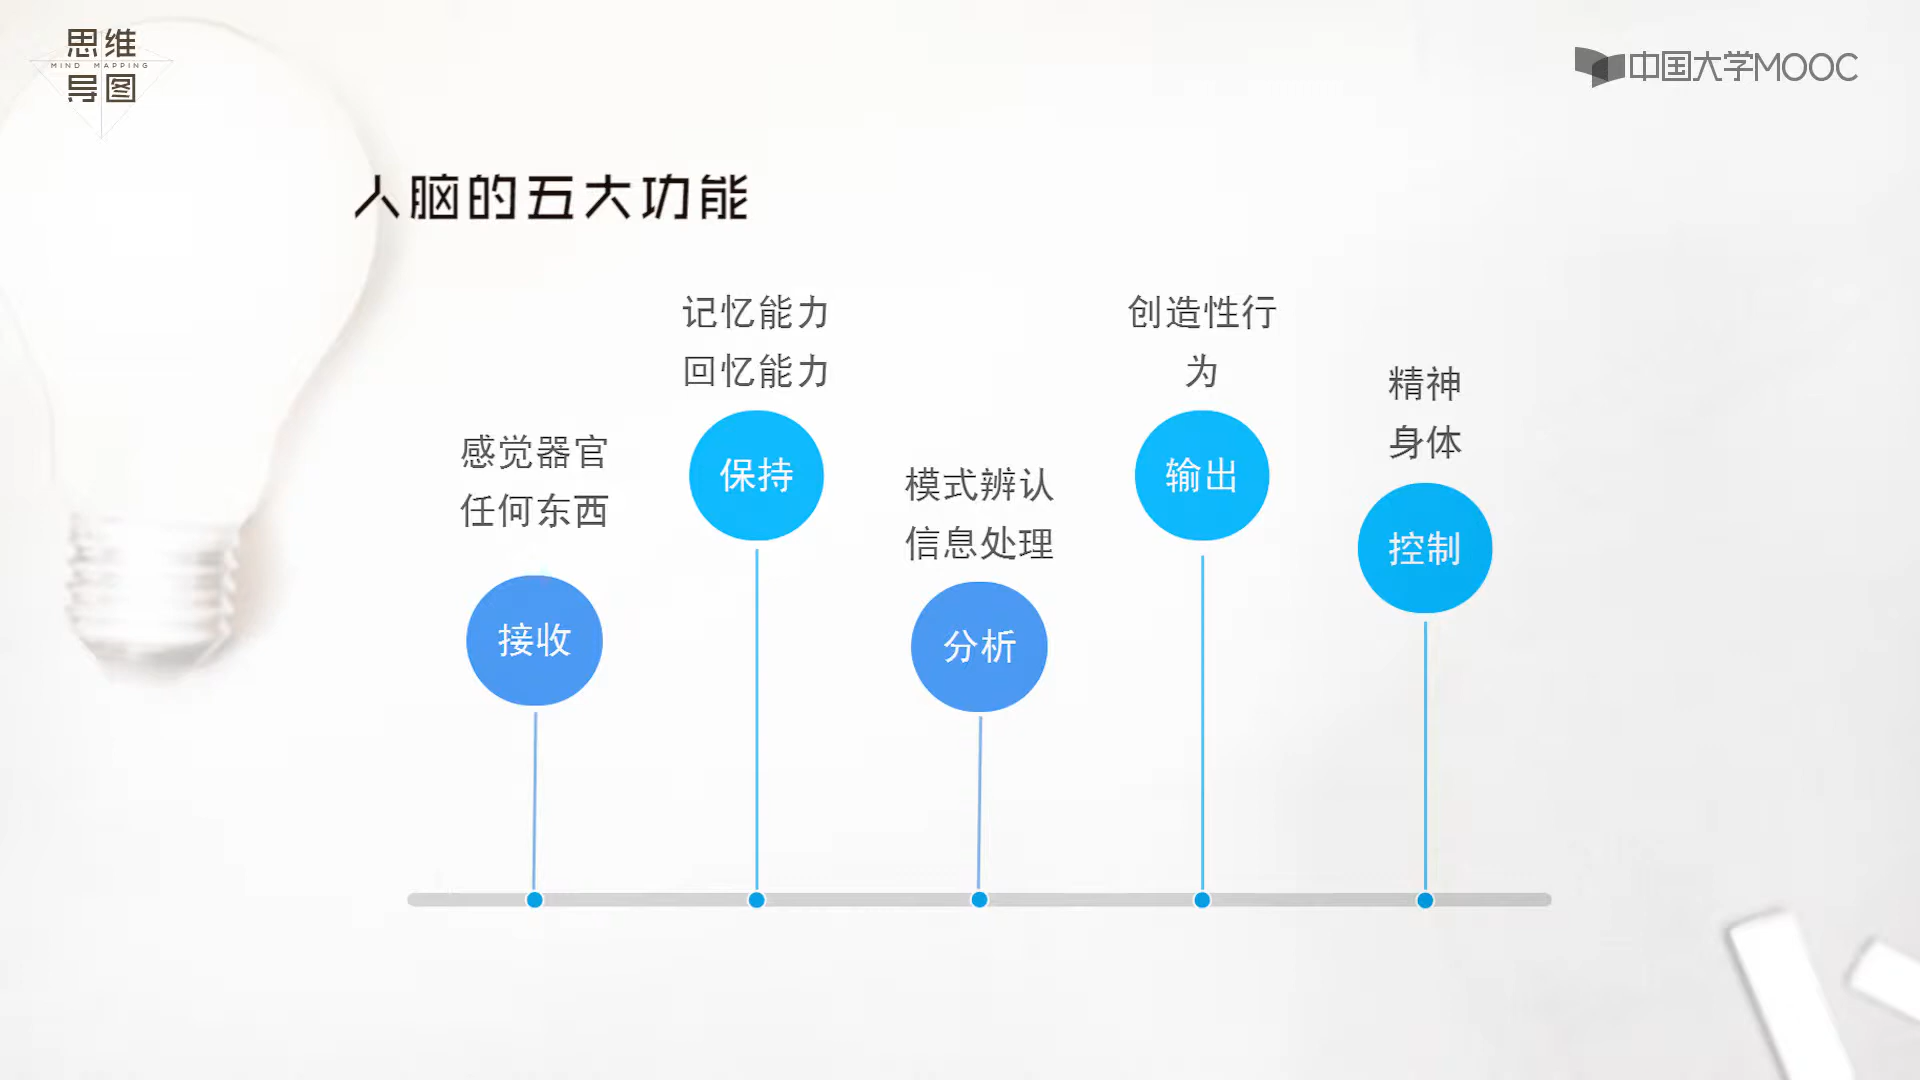 思维
MIND MAPPING
导图
中国大学MOOC
人脑的五大功能
感觉器官
任何东西
接收
记忆能力
回忆能力
保持
模式辨认
信息处理
分析
创造性行
为
输出
精神
身体
控制